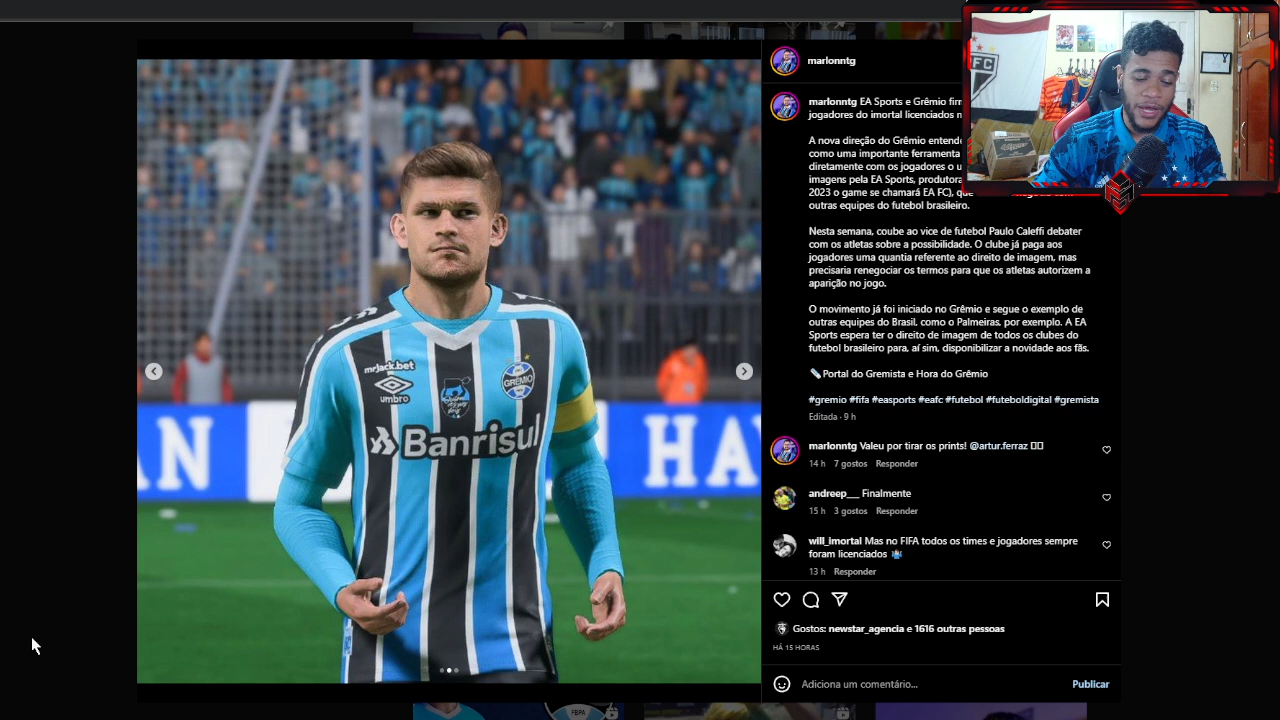 marlonntg
marlonntg EA Sports e Grêmio
jogadores do imortal licenciados
A nova direção do Grêmio
como uma importante ferramenta
diretamente com os jogadores o
imagens pela EA Sports,
2023 o game se chamará EA FC),
outras equipes do futebol brasileiro.
Nesta semana, coube ao vice de futebol Paulo Caleffi debater
com os atletas sobre a possibilidade. O clube já paga aos
jogadores uma quantia referente ao direito de imagem, mas
precisaria renegociar os termos para que os atletas autorizem a
aparição no jogo.
O movimento já foi iniciado no Grêmio e segue o exemplo de
outras equipes do Brasil, como o Palmeiras, por exemplo. A EA
Sports espera ter o direito de imagem de todos os clubes do
futebol brasileiro para, aí sim, disponibilizar a novidade aos fãs.
Portal do Gremista e Hora do Grêmio
#gremio #fifa #easports #eafc #futebol #futeboldigital #gremista
Editada · 9 h
marlonntg Valeu por tirar os prints! @artur.ferraz
14 h 7 gostos Responder
andreep___ Finalmente
15 h 3 gostos Responder
will_imortal Mas no FIFA todos os times e jogadores sempre
foram licenciados
13 h Responder
Gostos: newstar_agencia e 1616 outras pessoas
HÁ 15 HORAS
Adiciona um comentário... Publicar
mrJack.bet
umbro
GRÊMIO
Banrisul
AN
HAV
FC
FBPA